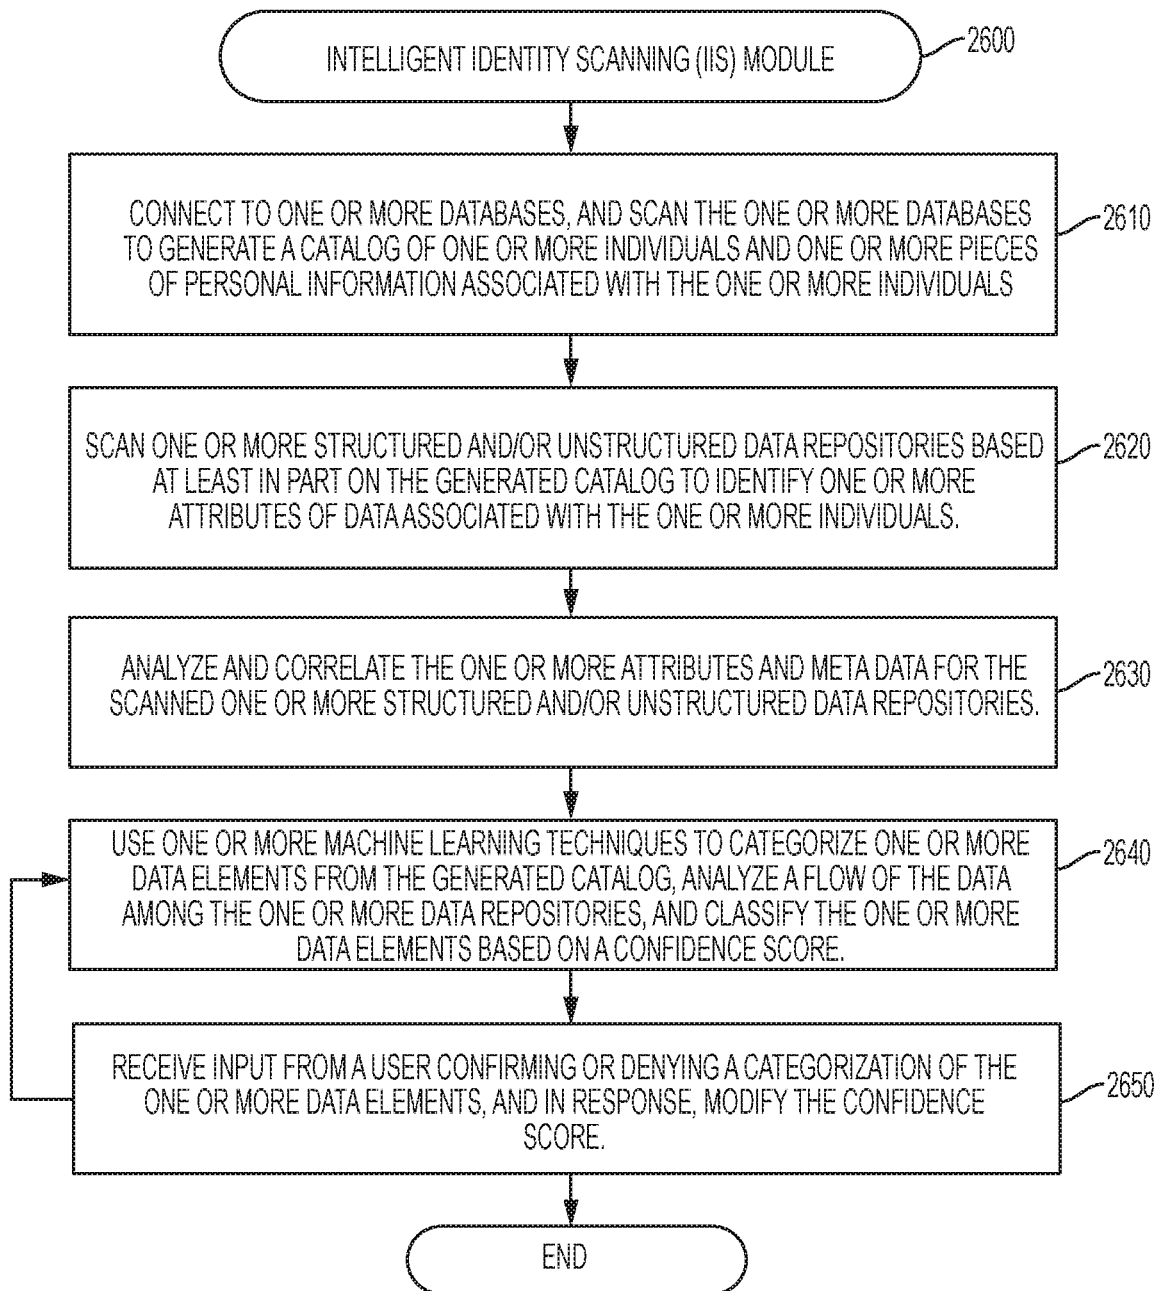 INTELLIGENT IDENTITY SCANNING (IIS) MODULE
2600
CONNECT TO ONE OR MORE DATABASES, AND SCAN THE ONE OR MORE DATABASES
TO GENERATE A CATALOG OF ONE OR MORE INDIVIDUALS AND ONE OR MORE PIECES
OF PERSONAL INFORMATION ASSOCIATED WITH THE ONE OR MORE INDIVIDUALS
2610
SCAN ONE OR MORE STRUCTURED AND/OR UNSTRUCTURED DATA REPOSITORIES BASED
AT LEAST IN PART ON THE GENERATED CATALOG TO IDENTIFY ONE OR MORE
ATTRIBUTES OF DATA ASSOCIATED WITH THE ONE OR MORE INDIVIDUALS.
2620
ANALYZE AND CORRELATE THE ONE OR MORE ATTRIBUTES AND META DATA FOR THE
SCANNED ONE OR MORE STRUCTURED AND/OR UNSTRUCTURED DATA REPOSITORIES.
2630
USE ONE OR MORE MACHINE LEARNING TECHNIQUES TO CATEGORIZE ONE OR MORE
DATA ELEMENTS FROM THE GENERATED CATALOG, ANALYZE A FLOW OF THE DATA
AMONG THE ONE OR MORE DATA REPOSITORIES, AND CLASSIFY THE ONE OR MORE
DATA ELEMENTS BASED ON A CONFIDENCE SCORE.
2640
RECEIVE INPUT FROM A USER CONFIRMING OR DENYING A CATEGORIZATION OF THE
ONE OR MORE DATA ELEMENTS, AND IN RESPONSE, MODIFY THE CONFIDENCE
SCORE.
2650
END